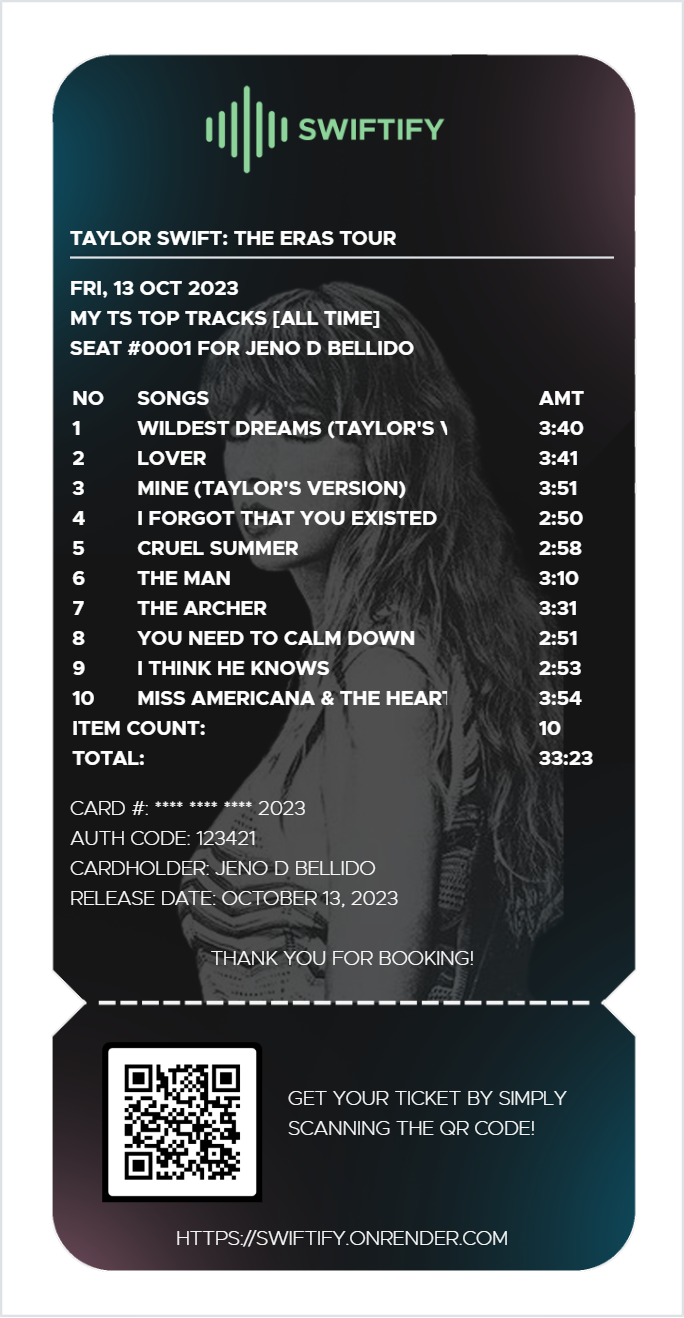 SWIFTIFY
TAYLOR SWIFT: THE ERAS TOUR
FRI, 13 OCT 2023
MY TS TOP TRACKS [ALL TIME]
SEAT #0001 FOR JENO D BELLIDO
NO SONGS AMT
1 WILDEST DREAMS (TAYLOR'S 3:40
2 LOVER 3:41
3 MINE (TAYLOR'S VERSION) 3:51
4 I FORGOT THAT YOU EXISTED 2:50
5 CRUEL SUMMER 2:58
6 THE MAN 3:10
7 THE ARCHER 3:31
8 YOU NEED TO CALM DOWN 2:51
9 I THINK HE KNOWS 2:53
10 MISS AMERICANA & THE HEART 3:54
ITEM COUNT: 10
TOTAL: 33:23
CARD #: **** **** **** 2023
AUTH CODE: 123421
CARDHOLDER: JENO D BELLIDO
RELEASE DATE: OCTOBER 13, 2023
THANK YOU FOR BOOKING!
GET YOUR TICKET BY SIMPLY
SCANNING THE QR CODE!
HTTPS://SWIFTIFY.ONRENDER.COM